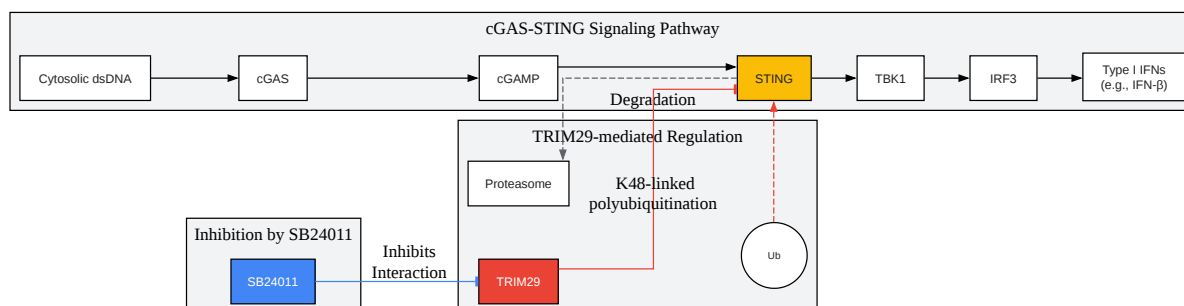 cGAS-STING Signaling Pathway
Cytosolic dsDNA
cGAS
cGAMP
STING
TBK1
IRF3
Type I IFNs
(e.g., IFN-β)
Degradation
TRIM29-mediated Regulation
Proteasome
K48-linked
polyubiquitination
Inhibition by SB24011
Inhibits
Interaction
Ub
SB24011
TRIM29